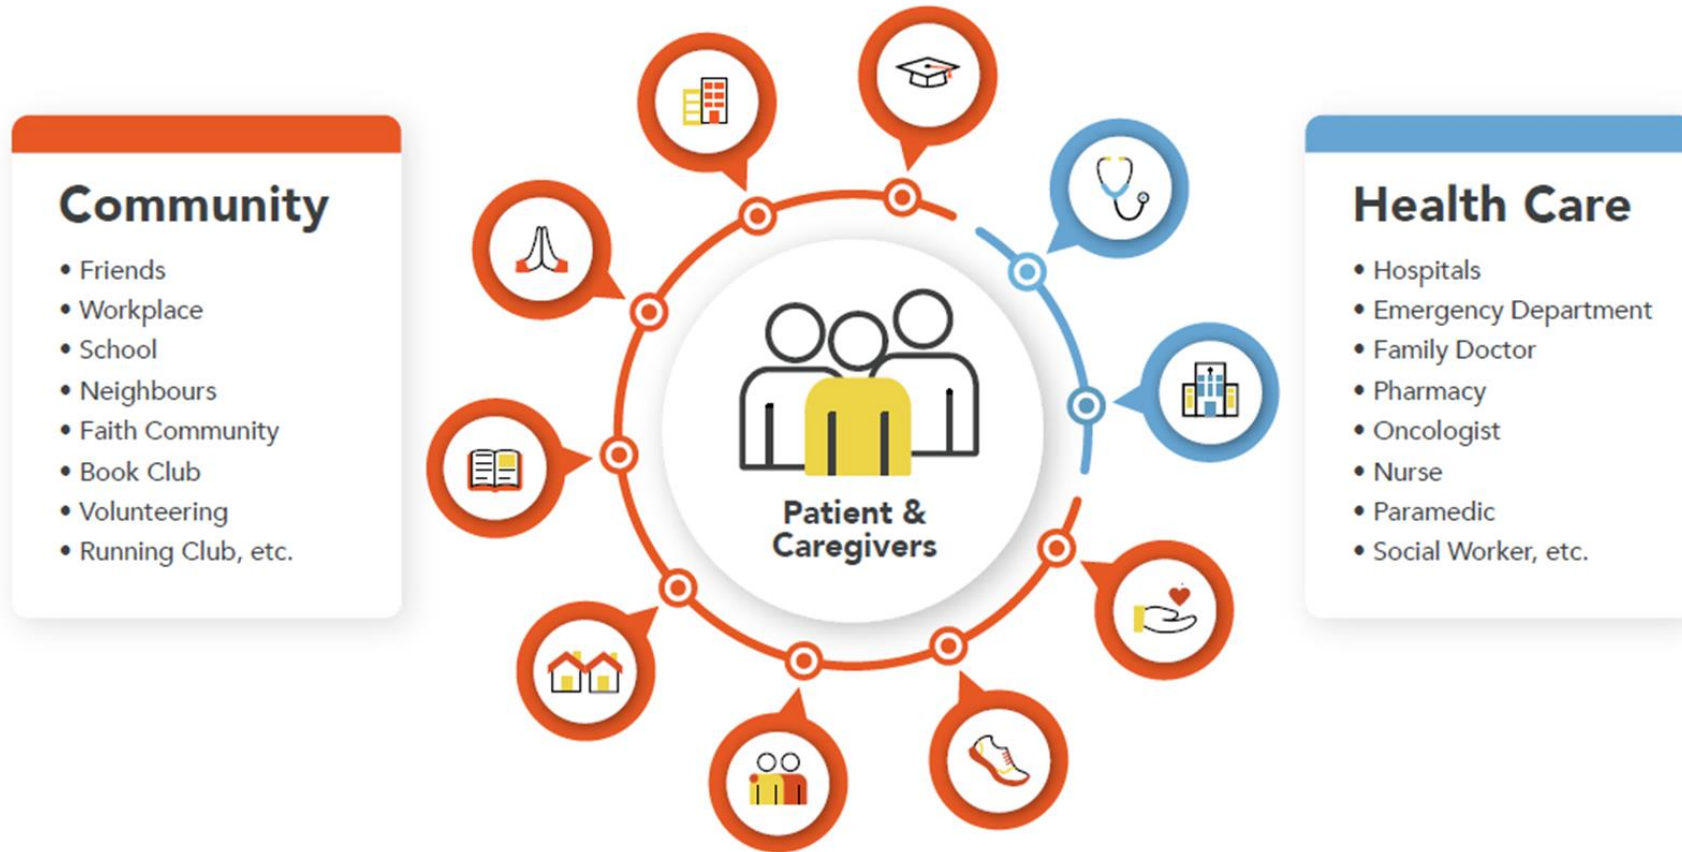 Community
• Friends
• Workplace
• School
• Neighbours
• Faith Community
• Book Club
• Volunteering
• Running Club, etc.
Patient &
Caregivers
Health Care
• Hospitals
• Emergency Department
• Family Doctor
• Pharmacy
• Oncologist
• Nurse
• Paramedic
• Social Worker, etc.